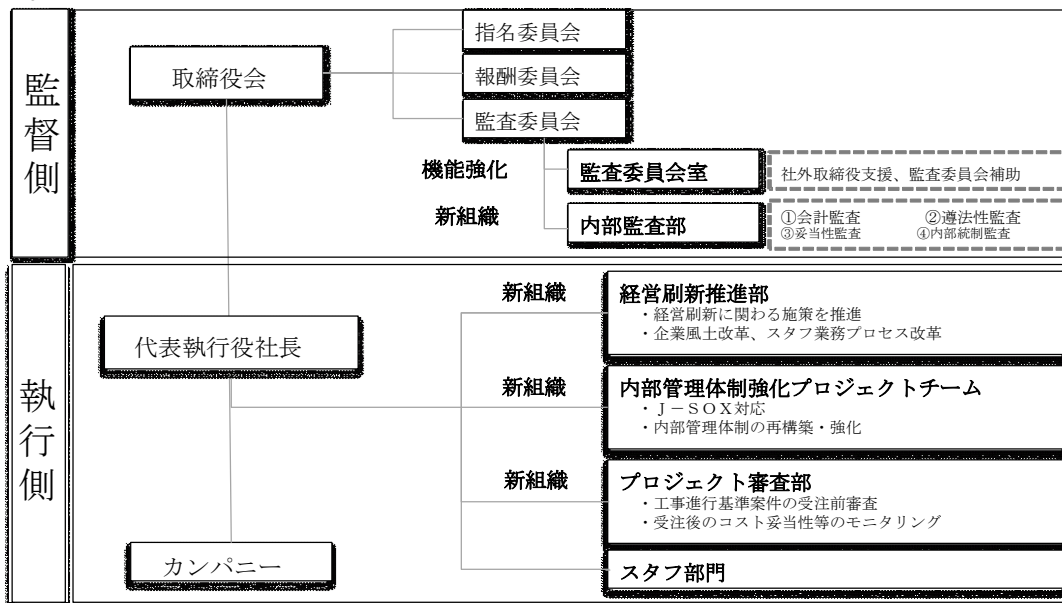 監督側
取締役会
指名委員会
報酬委員会
監査委員会
機能強化
監査委員会室
社外取締役支援、監査委員会補助
新組織
内部監査部
①会計監査 ②遵法性監査
③妥当性監査 ④内部統制監査
執行側
代表執行役社長
カンパニー
新組織
経営刷新推進部
・経営刷新に関わる施策を推進
・企業風土改革、スタフ業務プロセス改革
新組織
内部管理体制強化プロジェクトチーム
・J－SOX対応
・内部管理体制の再構築・強化
新組織
プロジェクト審査部
・工事進行基準案件の受注前審査
・受注後のコスト妥当性等のモニタリング
スタフ部門